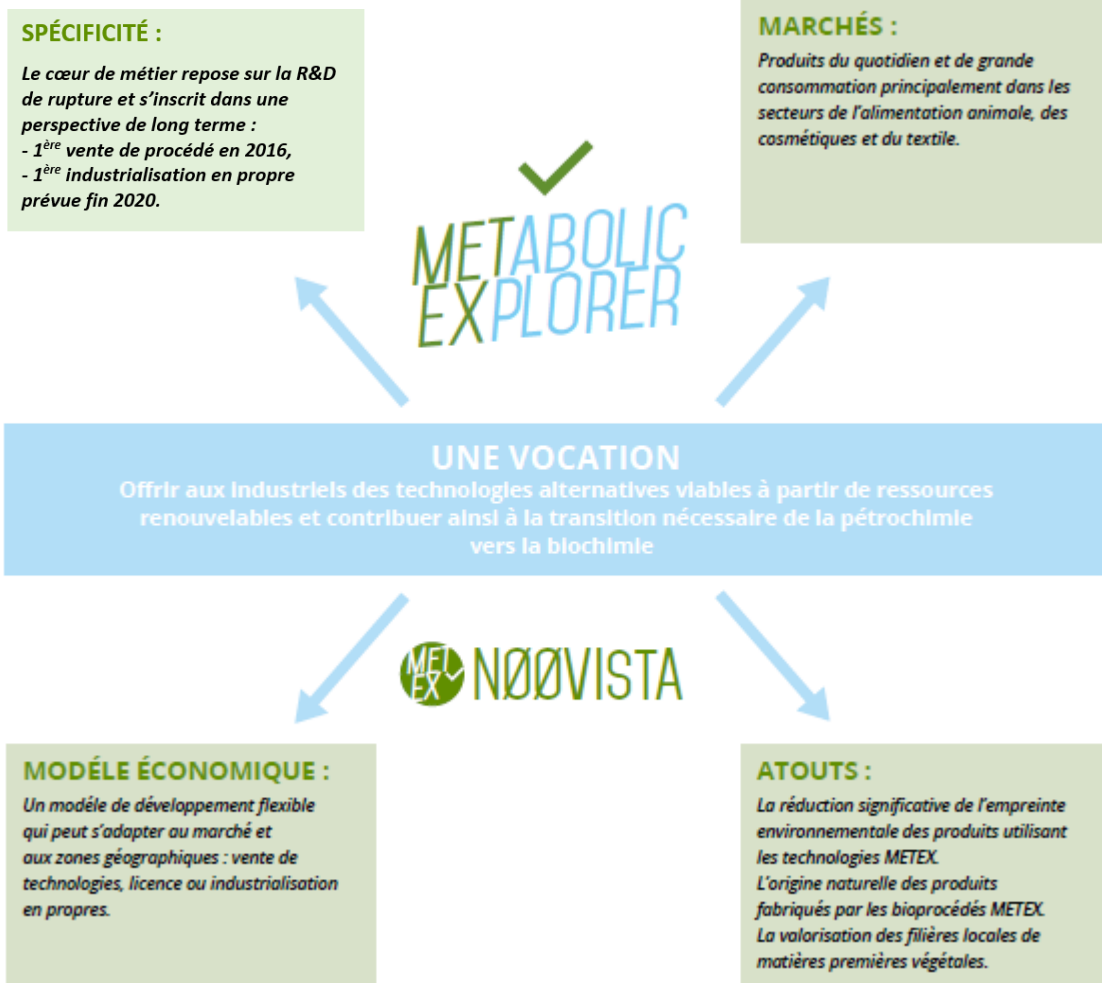 SPÉCIFICITÉ :
Le cœur de métier repose sur la R&D
de rupture et s’inscrit dans une
perspective de long terme :
- 1ère vente de procédé en 2016,
- 1ère industrialisation en propre
prévue fin 2020.
MARCHÉS :
Produits du quotidien et de grande
consommation principalement dans les
secteurs de l’alimentation animale, des
cosmétiques et du textile.
METABOLIC
EXPLORER
UNE VOCATION
Offrir aux industriels des technologies alternatives viables à partir de ressources
renouvelables et contribuer ainsi à la transition nécessaire de la pétrochimie
vers la biochimie
MET
EX
NØØVISTA
MODÉLE ÉCONOMIQUE :
Un modéle de développement flexible
qui peut s’adapter au marché et
aux zones géographiques : vente de
technologies, licence ou industrialisation
en propres.
ATOUTS :
La réduction significative de l’empreinte
environnementale des produits utilisant
les technologies METEX.
L’origine naturelle des produits
fabriqués par les bioprocédés METEX.
La valorisation des filières locales de
matières premières végétales.